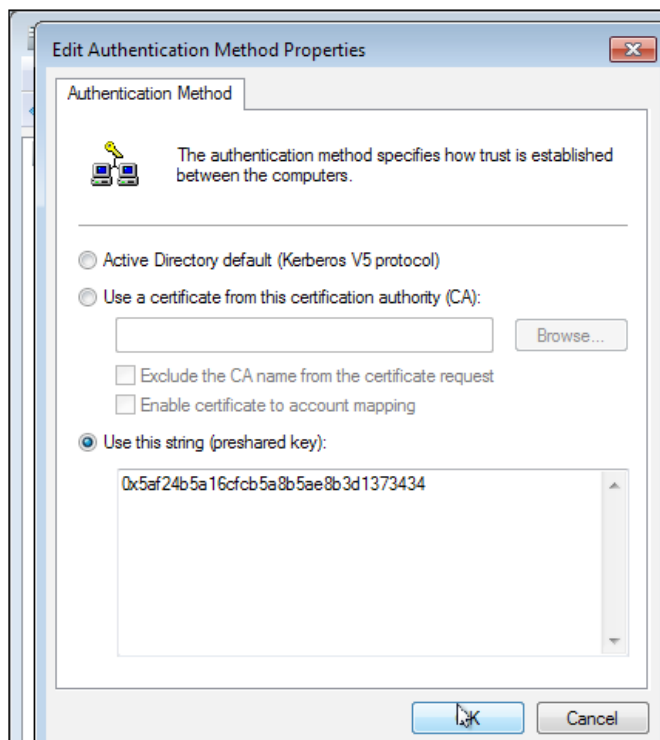 Edit Authentication Method Properties
Authentication Method
The authentication method specifies how trust is established
between the computers.
Active Directory default (Kerberos V5 protocol)
Use a certificate from this certification authority (CA):
Browse...
Exclude the CA name from the certificate request
Enable certificate to account mapping
Use this string (preshared key):
0x5af24b5a16cfcb5a8b5ae8b3d1373434
OK
Cancel